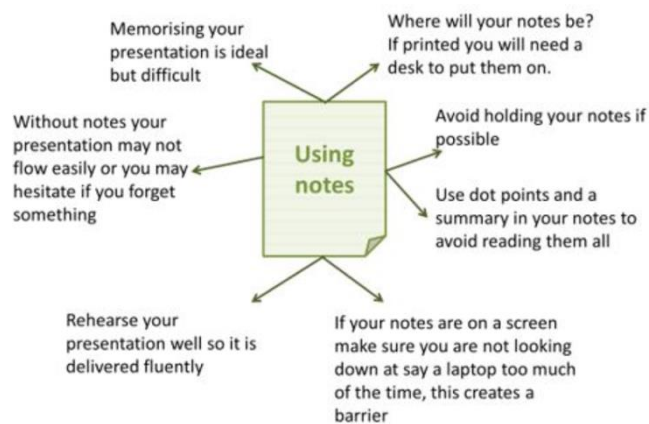 Memorising your
presentation is ideal
but difficult
Where will your notes be?
If printed you will need a
desk to put them on.
Without notes your
presentation may not
flow easily or you may
hesitate if you forget
something
Using
notes
Avoid holding your notes if
possible
Use dot points and a
summary in your notes to
avoid reading them all
Rehearse your
presentation well so it is
delivered fluently
If your notes are on a screen
make sure you are not looking
down at say a laptop too much
of the time, this creates a
barrier